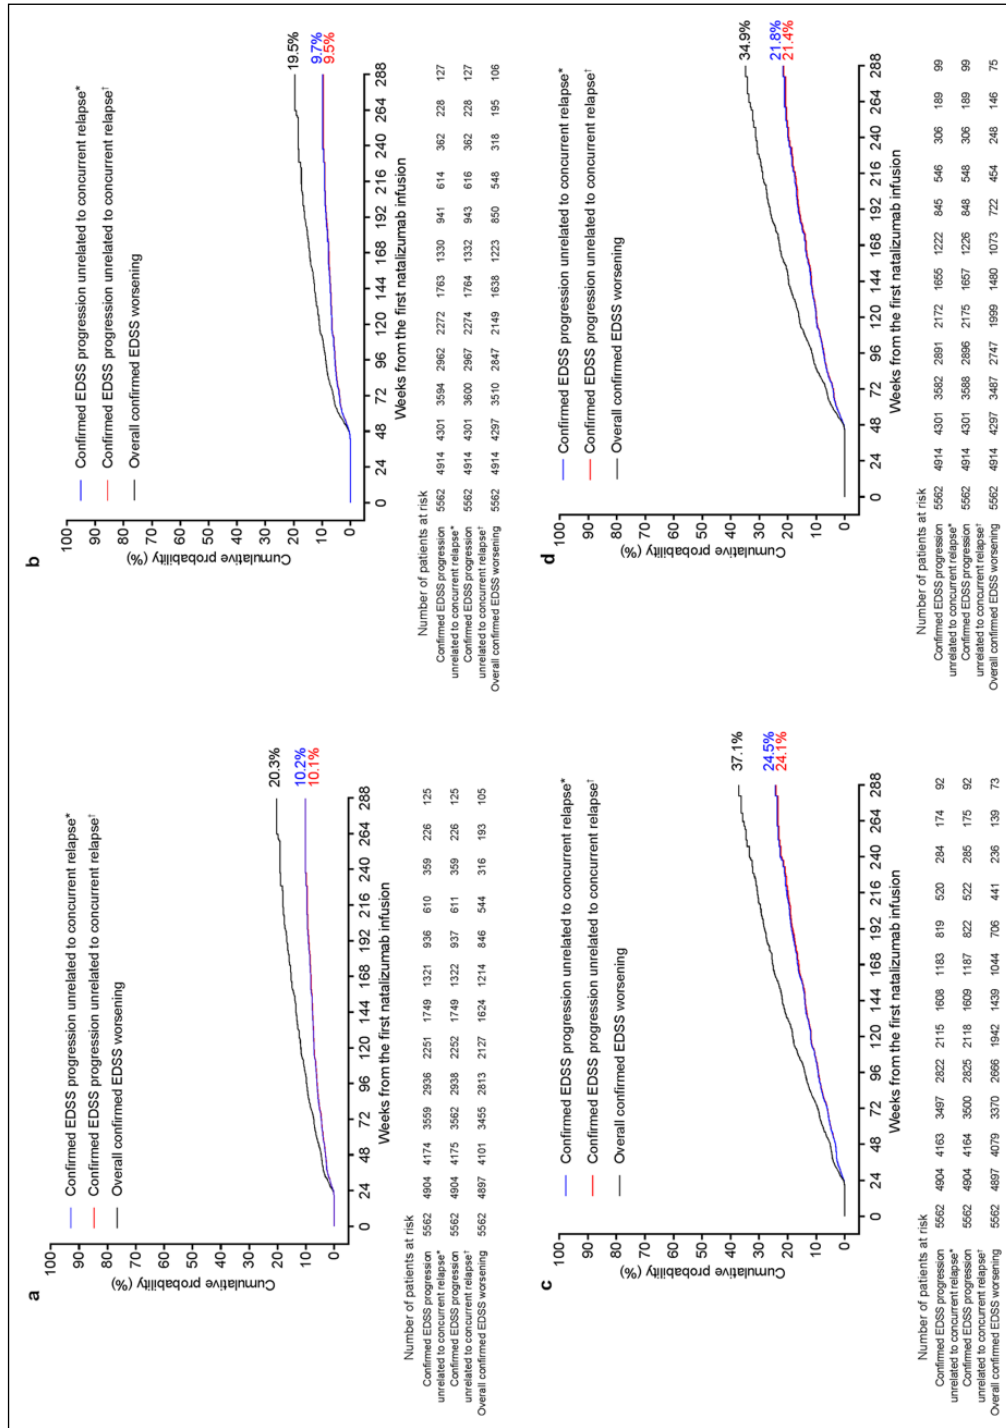 a
Cumulative probability (%)
100
90
80
70
60
50
40
30
20
10
0
Confirmed EDSS progression unrelated to concurrent relapse*
Confirmed EDSS progression unrelated to concurrent relapse†
Overall confirmed EDSS worsening
20.3%
10.2%
10.1%
0 24 48 72 96 120 144 168 192 216 240 264 288
Weeks from the first natalizumab infusion
Number of patients at risk
Confirmed EDSS progression 5562 4904 4174 3559 2936 2251 1749 1321 936 610 359 226 125
unrelated to concurrent relapse*
Confirmed EDSS progression 5562 4904 4175 3562 2938 2252 1749 1322 937 611 359 226 125
unrelated to concurrent relapse†
Overall confirmed EDSS worsening 5562 4897 4101 3455 2813 2127 1624 1214 846 544 316 193 105
b
Cumulative probability (%)
100
90
80
70
60
50
40
30
20
10
0
Confirmed EDSS progression unrelated to concurrent relapse*
Confirmed EDSS progression unrelated to concurrent relapse†
Overall confirmed EDSS worsening
19.5%
9.7%
9.5%
0 24 48 72 96 120 144 168 192 216 240 264 288
Weeks from the first natalizumab infusion
Number of patients at risk
Confirmed EDSS progression 5562 4914 4301 3594 2962 2272 1763 1330 941 614 362 228 127
unrelated to concurrent relapse*
Confirmed EDSS progression 5562 4914 4301 3600 2967 2274 1764 1332 943 616 362 228 127
unrelated to concurrent relapse†
Overall confirmed EDSS worsening 5562 4914 4297 3510 2847 2149 1638 1223 850 548 318 195 106
c
Cumulative probability (%)
100
90
80
70
60
50
40
30
20
10
0
Confirmed EDSS progression unrelated to concurrent relapse*
Confirmed EDSS progression unrelated to concurrent relapse†
Overall confirmed EDSS worsening
37.1%
24.5%
24.1%
0 24 48 72 96 120 144 168 192 216 240 264 288
Weeks from the first natalizumab infusion
Number of patients at risk
Confirmed EDSS progression 5562 4904 4163 3497 2822 2115 1608 1183 819 520 284 174 92
unrelated to concurrent relapse*
Confirmed EDSS progression 5562 4904 4164 3500 2825 2118 1609 1187 822 522 285 175 92
unrelated to concurrent relapse†
Overall confirmed EDSS worsening 5562 4897 4079 3370 2666 1942 1439 1044 706 441 236 139 73
d
Cumulative probability (%)
100
90
80
70
60
50
40
30
20
10
0
Confirmed EDSS progression unrelated to concurrent relapse*
Confirmed EDSS progression unrelated to concurrent relapse†
Overall confirmed EDSS worsening
34.9%
21.8%
21.4%
0 24 48 72 96 120 144 168 192 216 240 264 288
Weeks from the first natalizumab infusion
Number of patients at risk
Confirmed EDSS progression 5562 4914 4301 3582 2891 2172 1655 1222 845 546 306 189 99
unrelated to concurrent relapse*
Confirmed EDSS progression 5562 4914 4301 3588 2896 2175 1657 1226 848 548 306 189 99
unrelated to concurrent relapse†
Overall confirmed EDSS worsening 5562 4914 4297 3487 2747 1999 1480 1073 722 454 248 146 75